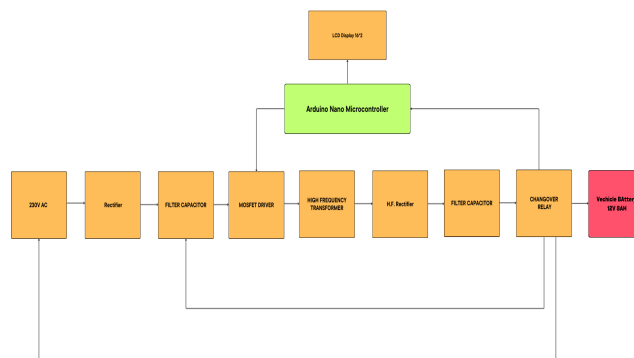 LCD Display 16*2
Arduino Nano Microcontroller
230V AC
Rectifier
FILTER CAPACITOR
MOSFET DRIVER
HIGH FREQUENCY
TRANSFORMER
H.F. Rectifier
FILTER CAPACITOR
CHANGOVER
RELAY
Vechicle BAtter
12V 8AH